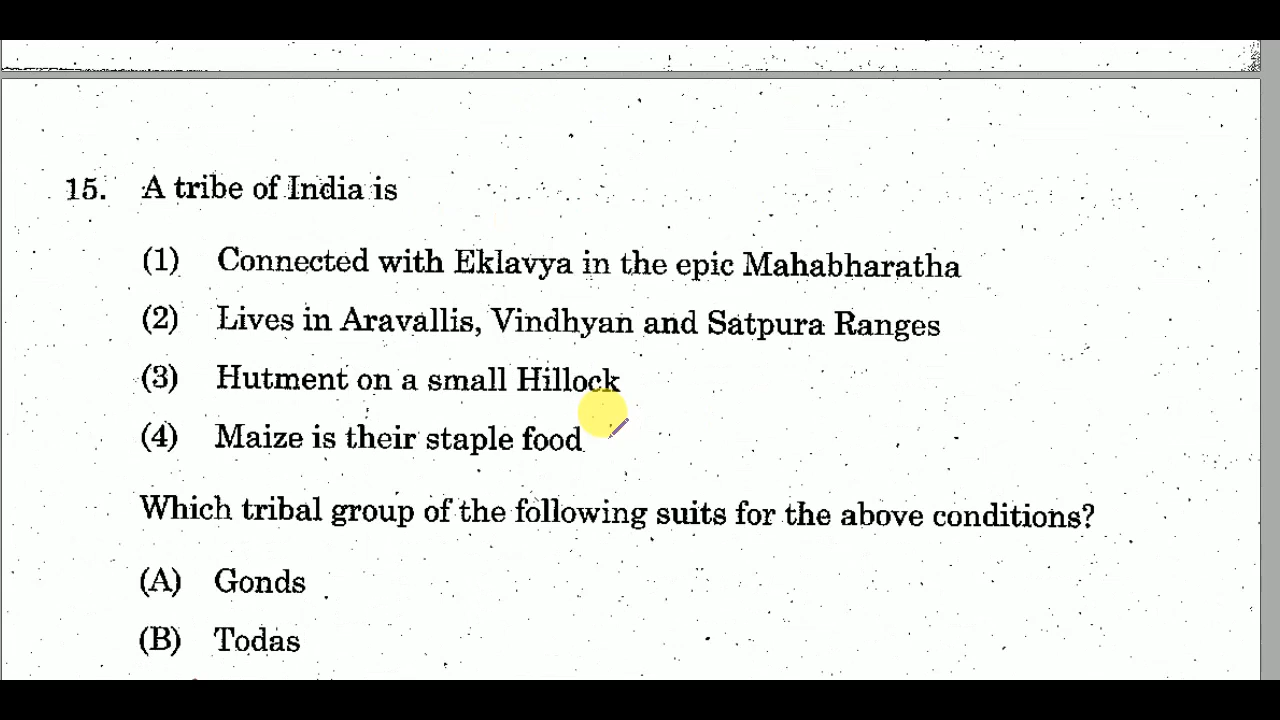 15. A tribe of India is
(1) Connected with Eklavya in the epic Mahabharatha
(2) Lives in Aravallis, Vindhyan and Satpura Ranges
(3) Hutment on a small Hillock
(4) Maize is their staple food
Which tribal group of the following suits for the above conditions?
(A) Gonds
(B) Todas